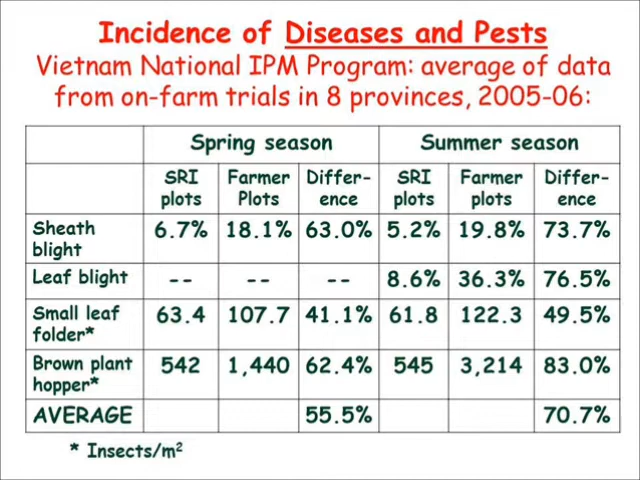 Incidence of Diseases and Pests
Vietnam National IPM Program: average of data
from on-farm trials in 8 provinces, 2005-06:
Spring season Summer season
SRI plots Farmer Plots Differ-ence SRI plots Farmer plots Differ-ence
Sheath blight 6.7% 18.1% 63.0% 5.2% 19.8% 73.7%
Leaf blight -- -- -- 8.6% 36.3% 76.5%
Small leaf folder* 63.4 107.7 41.1% 61.8 122.3 49.5%
Brown plant hopper* 542 1,440 62.4% 545 3,214 83.0%
AVERAGE 55.5% 70.7%
* Insects/m²